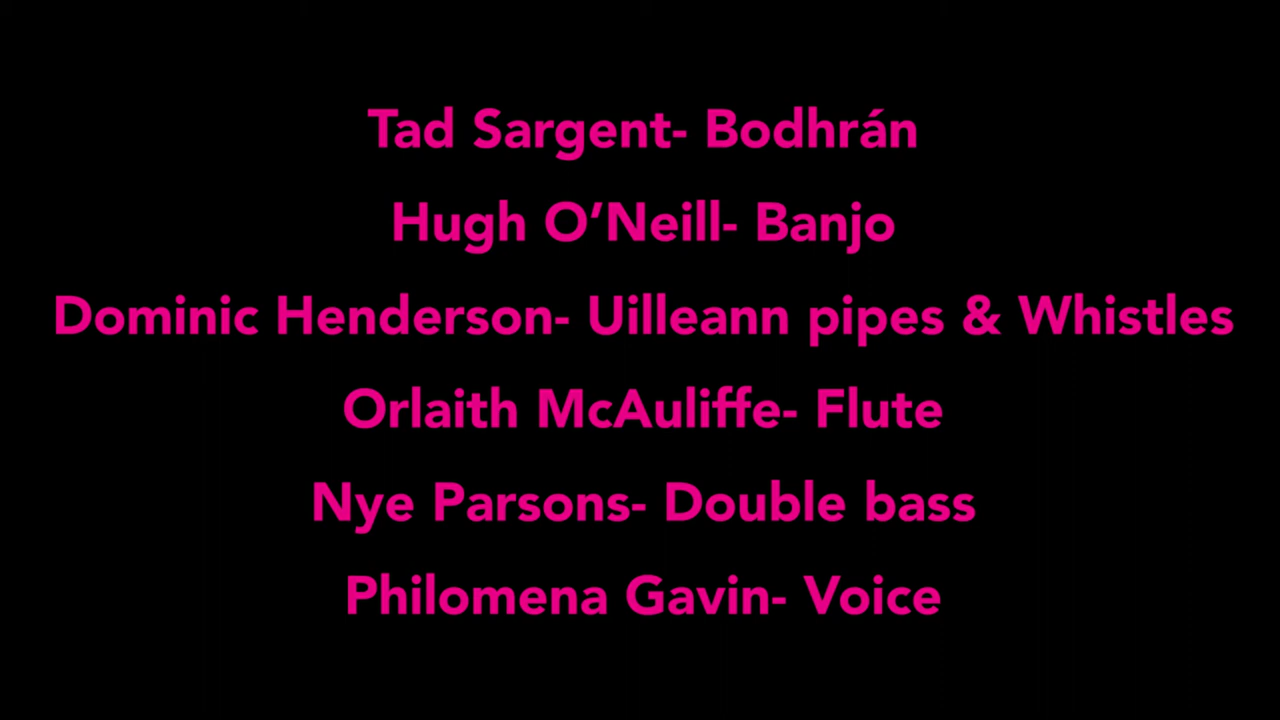 Tad Sargent- Bodhrán
Hugh O’Neill- Banjo
Dominic Henderson- Uilleann pipes & Whistles
Orlaith McAuliffe- Flute
Nye Parsons- Double bass
Philomena Gavin- Voice